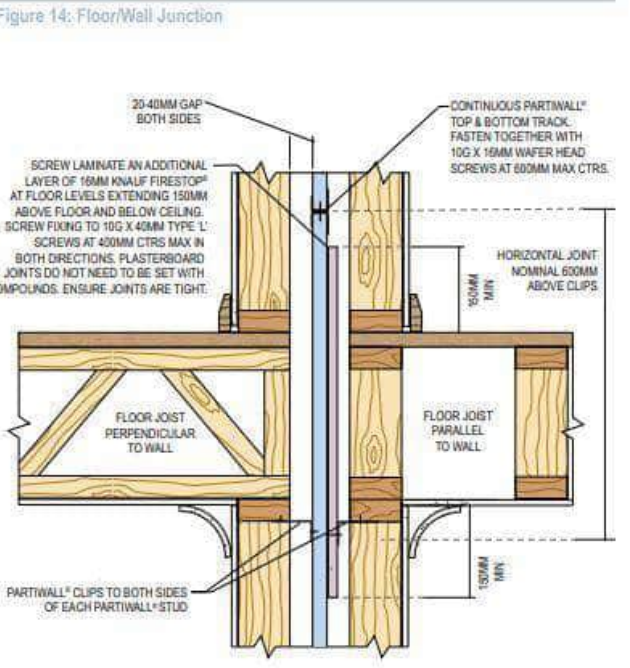 Figure 14: Floor/Wall Junction
20-40MM GAP
BOTH SIDES
CONTINUOUS PARTIWALL®
TOP & BOTTOM TRACK.
FASTEN TOGETHER WITH
10G X 16MM WAFER HEAD
SCREWS AT 600MM MAX CTRS.
SCREW LAMINATE AN ADDITIONAL
LAYER OF 16MM KNAUF FIRESTOP®
AT FLOOR LEVELS EXTENDING 150MM
ABOVE FLOOR AND BELOW CEILING.
SCREW FIXING TO 10G X 40MM TYPE 'L'
SCREWS AT 400MM CTRS MAX IN
BOTH DIRECTIONS. PLASTERBOARD
JOINTS DO NOT NEED TO BE SET WITH
OMPOUNDS. ENSURE JOINTS ARE TIGHT.
HORIZONTAL JOINT
NOMINAL 600MM
ABOVE CLIPS
150MM
MIN
FLOOR JOIST
PERPENDICULAR
TO WALL
FLOOR JOIST
PARALLEL
TO WALL
150MM
MIN
PARTIWALL® CLIPS TO BOTH SIDES
OF EACH PARTIWALL® STUD